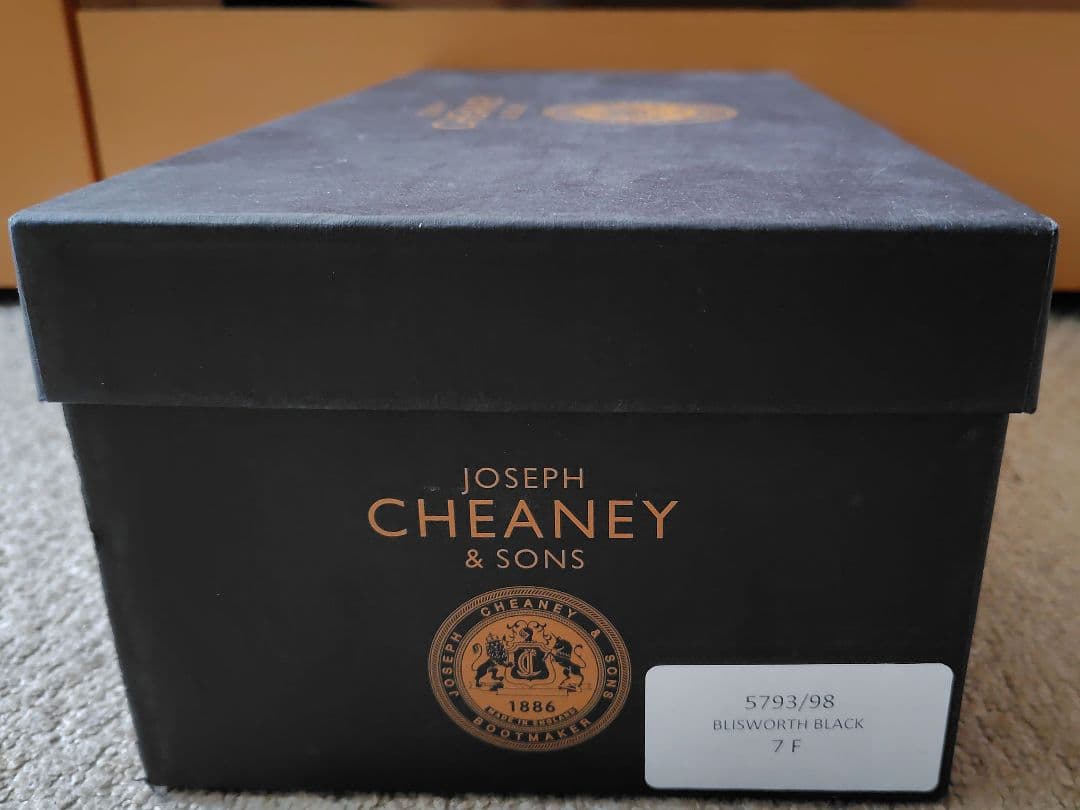 JOSEPH
CHEANEY
& SONS
JOSEPH CHEANEY & SONS
1886
MADE IN ENGLAND
BOOTMAKER
5793/98
BLISWORTH BLACK
7 F